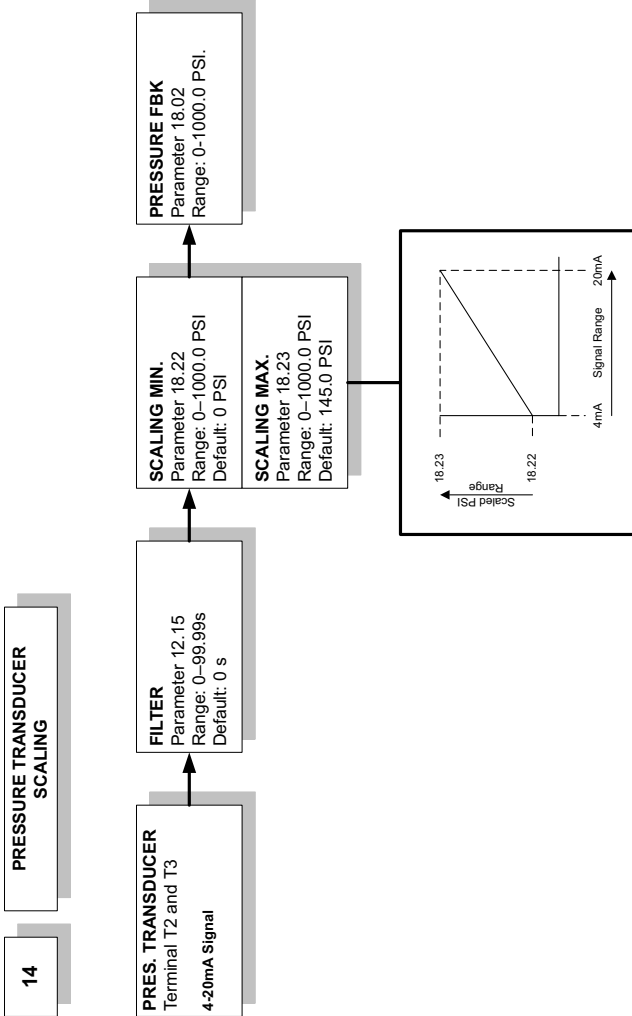 14
PRESSURE TRANSDUCER
SCALING
PRES. TRANSDUCER
Terminal T2 and T3
4-20mA Signal
FILTER
Parameter 12.15
Range: 0–99.99s
Default: 0 s
SCALING MIN.
Parameter 18.22
Range: 0–1000.0 PSI
Default: 0 PSI
SCALING MAX.
Parameter 18.23
Range: 0–1000.0 PSI
Default: 145.0 PSI
PRESSURE FBK
Parameter 18.02
Range: 0-1000.0 PSI.
18.23
Scaled PSI
Range
18.22
4mA
20mA
Signal Range